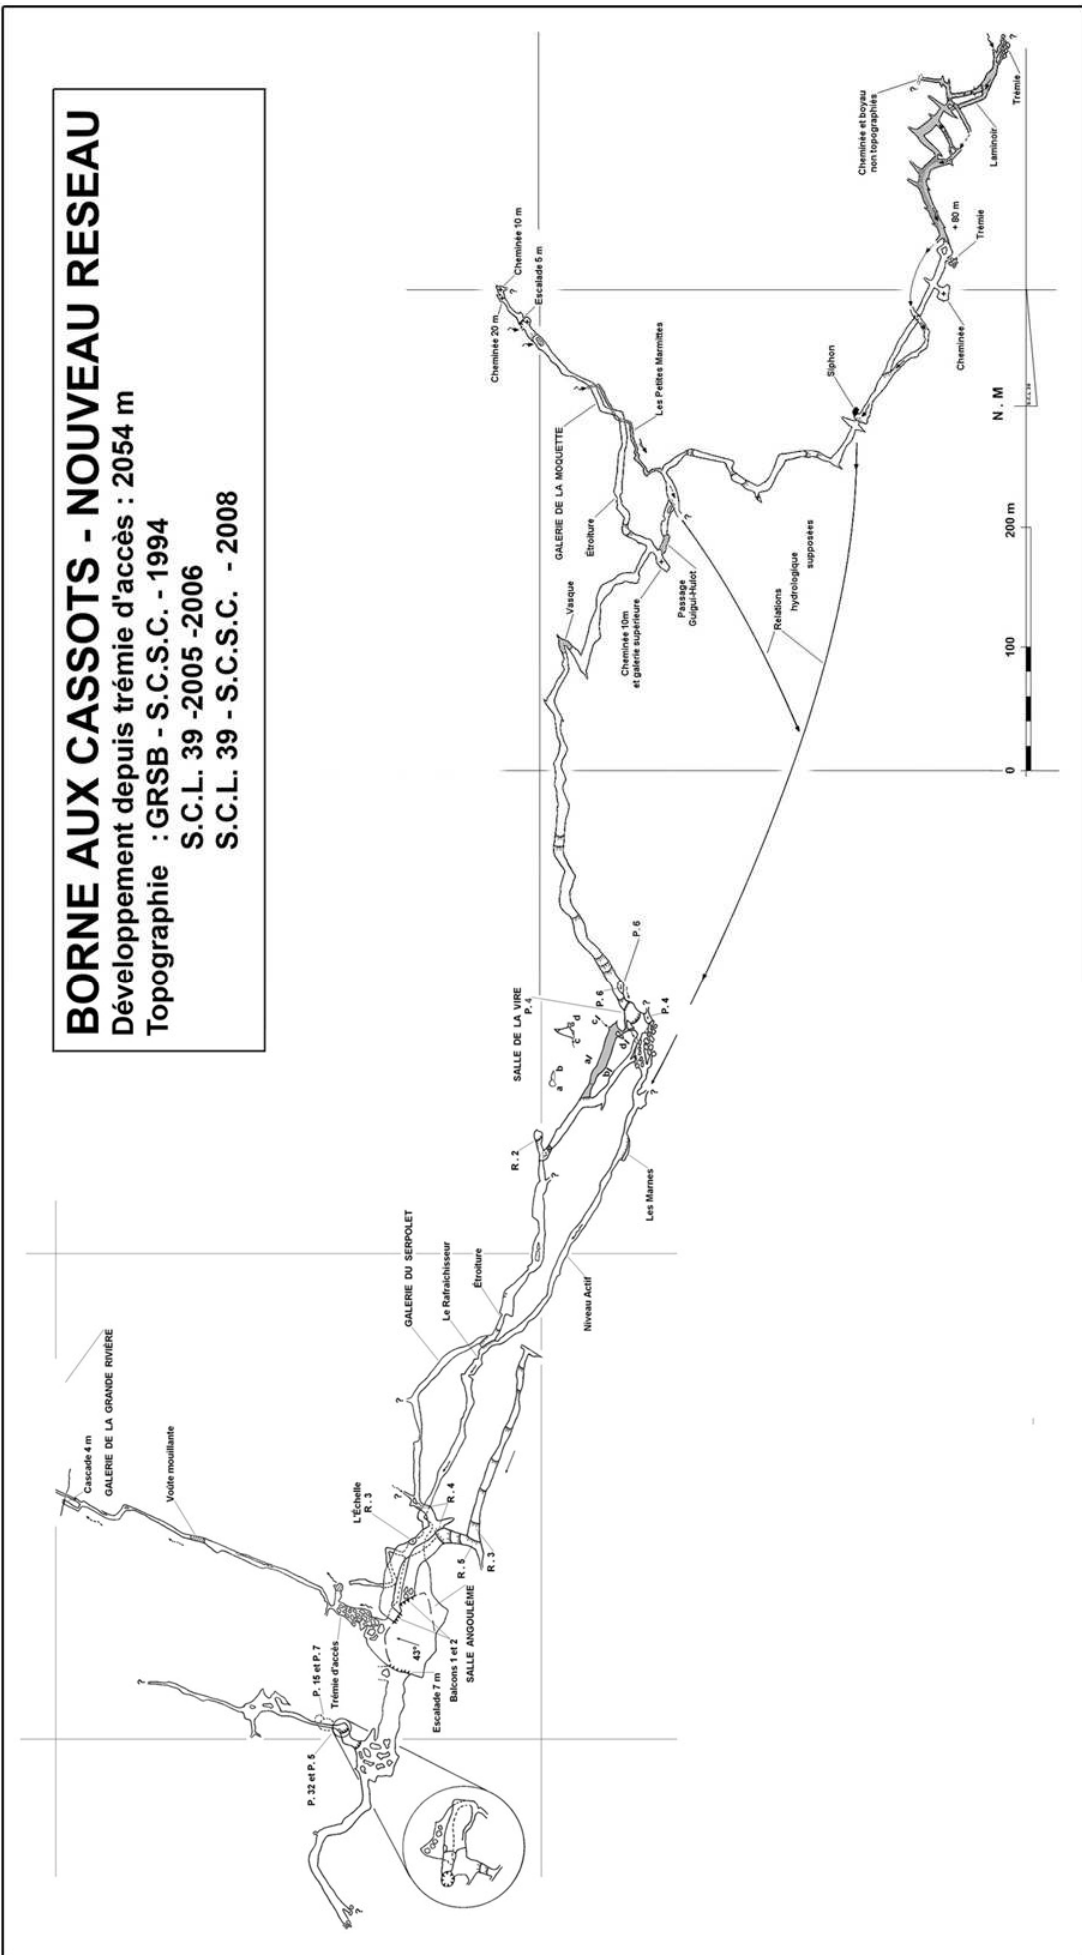 BORNE AUX CASSOTS - NOUVEAU RESEAU
Développement depuis trémie d'accès : 2054 m
Topographie : GRSB - S.C.S.C. - 1994
S.C.L. 39 -2005 -2006
S.C.L. 39 - S.C.S.C. - 2008
P. 32 et P. 5
P. 15 et P. 7
Trémie d'accès
?
?
Voûte mouillante
Cascade 4 m
GALERIE DE LA GRANDE RIVIÈRE
Escalade 7 m
Balcons 1 et 2
SALLE ANGOULÈME
43°
R . 5
R . 3
L'Échelle
R . 3
?
R . 4
?
GALERIE DU SERPOLET
Le Rafraichisseur
Étroiture
Niveau Actif
Les Marnes
R . 2
?
SALLE DE LA VIRE
P. 4
a
b
c
d
a
b
c
d
P. 6
P. 6
?
P. 4
?
Vasque
Cheminée 10m
et galerie supérieure
Étroiture
GALERIE DE LA MOQUETTE
Passage
Guigui-Hulot
?
Les Petites Marmittes
Cheminée 20 m
Cheminée 10 m
?
Escalade 5 m
Relations
hydrologique
supposées
Siphon
Cheminée
Trémie
+ 80 m
Cheminée et boyau
non topographiés
?
Laminoir
Trémie
?
N . M
0
100
200 m